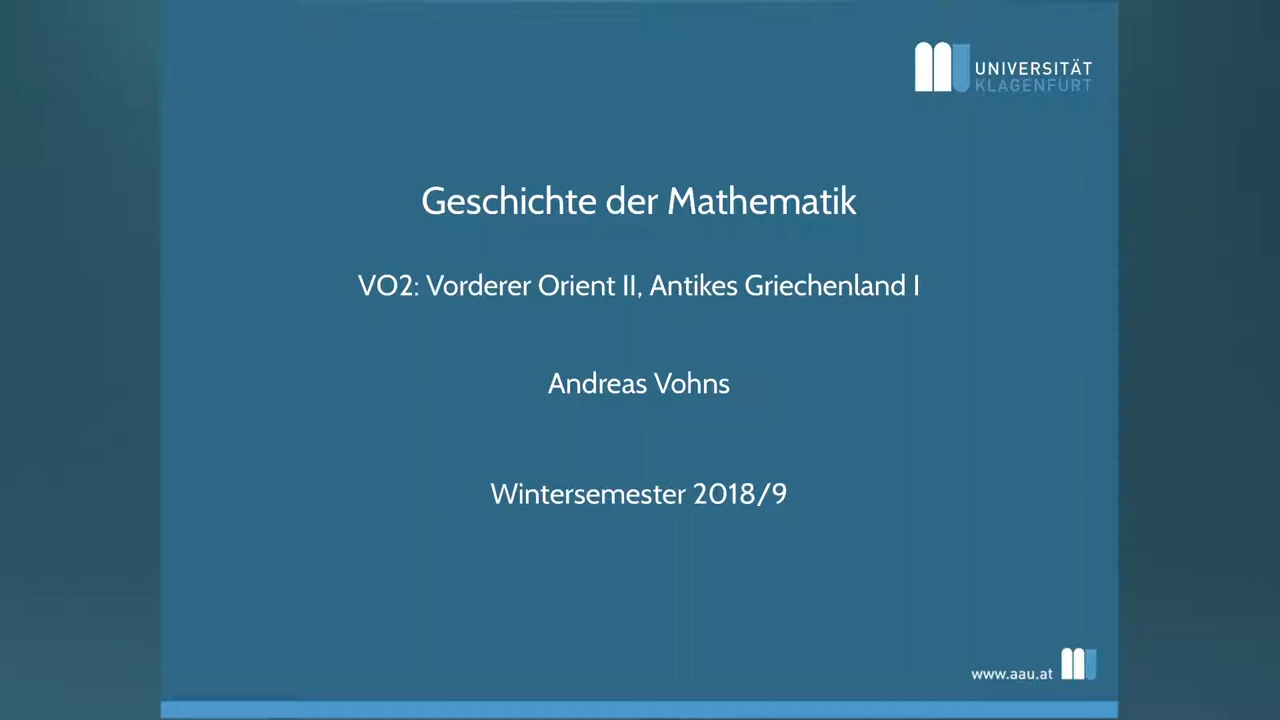 UNIVERSITÄT
KLAGENFURT
Geschichte der Mathematik
VO2: Vorderer Orient II, Antikes Griechenland I
Andreas Vohns
Wintersemester 2018/9
www.aau.at